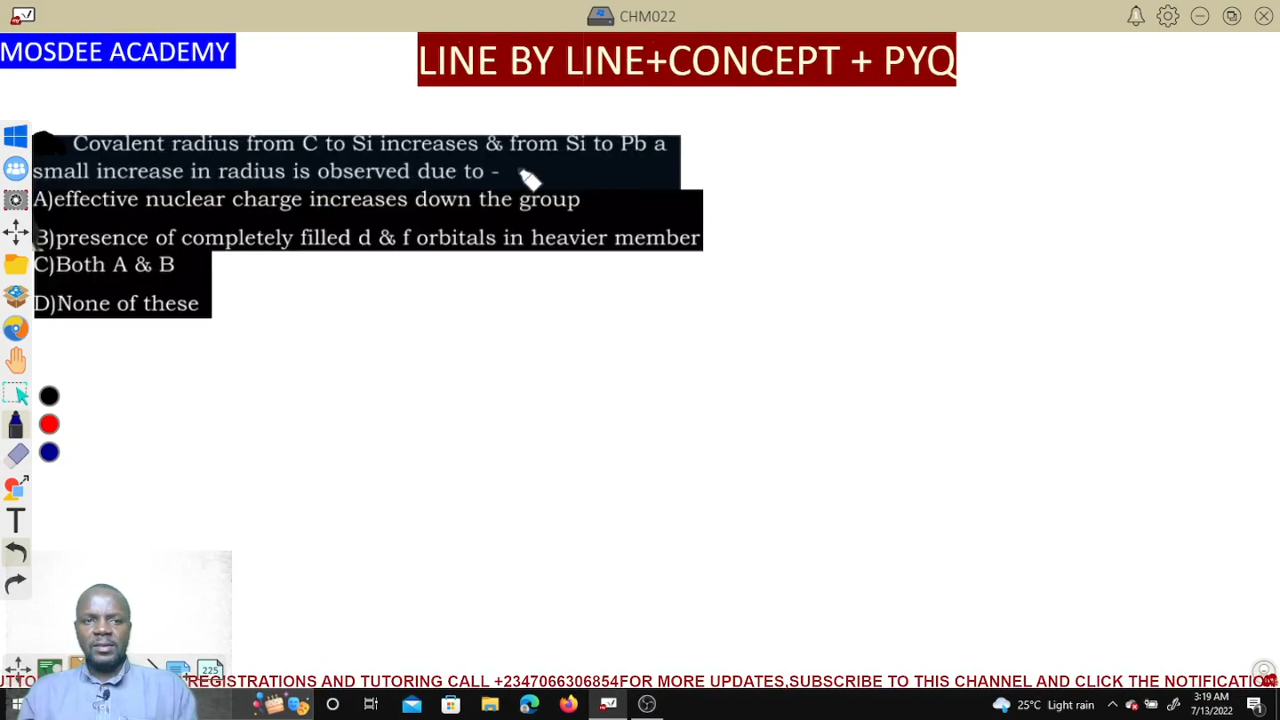 CHM022
MOSDEE ACADEMY
LINE BY LINE+CONCEPT + PYQ
Covalent radius from C to Si increases & from Si to Pb a
small increase in radius is observed due to -
A)effective nuclear charge increases down the group
B)presence of completely filled d & f orbitals in heavier member
C)Both A & B
D)None of these
T
225
REGISTRATIONS AND TUTORING CALL +2347066306854FOR MORE UPDATES,SUBSCRIBE TO THIS CHANNEL AND CLICK THE NOTIFICATION
25°C Light rain
3:19 AM
7/13/2022